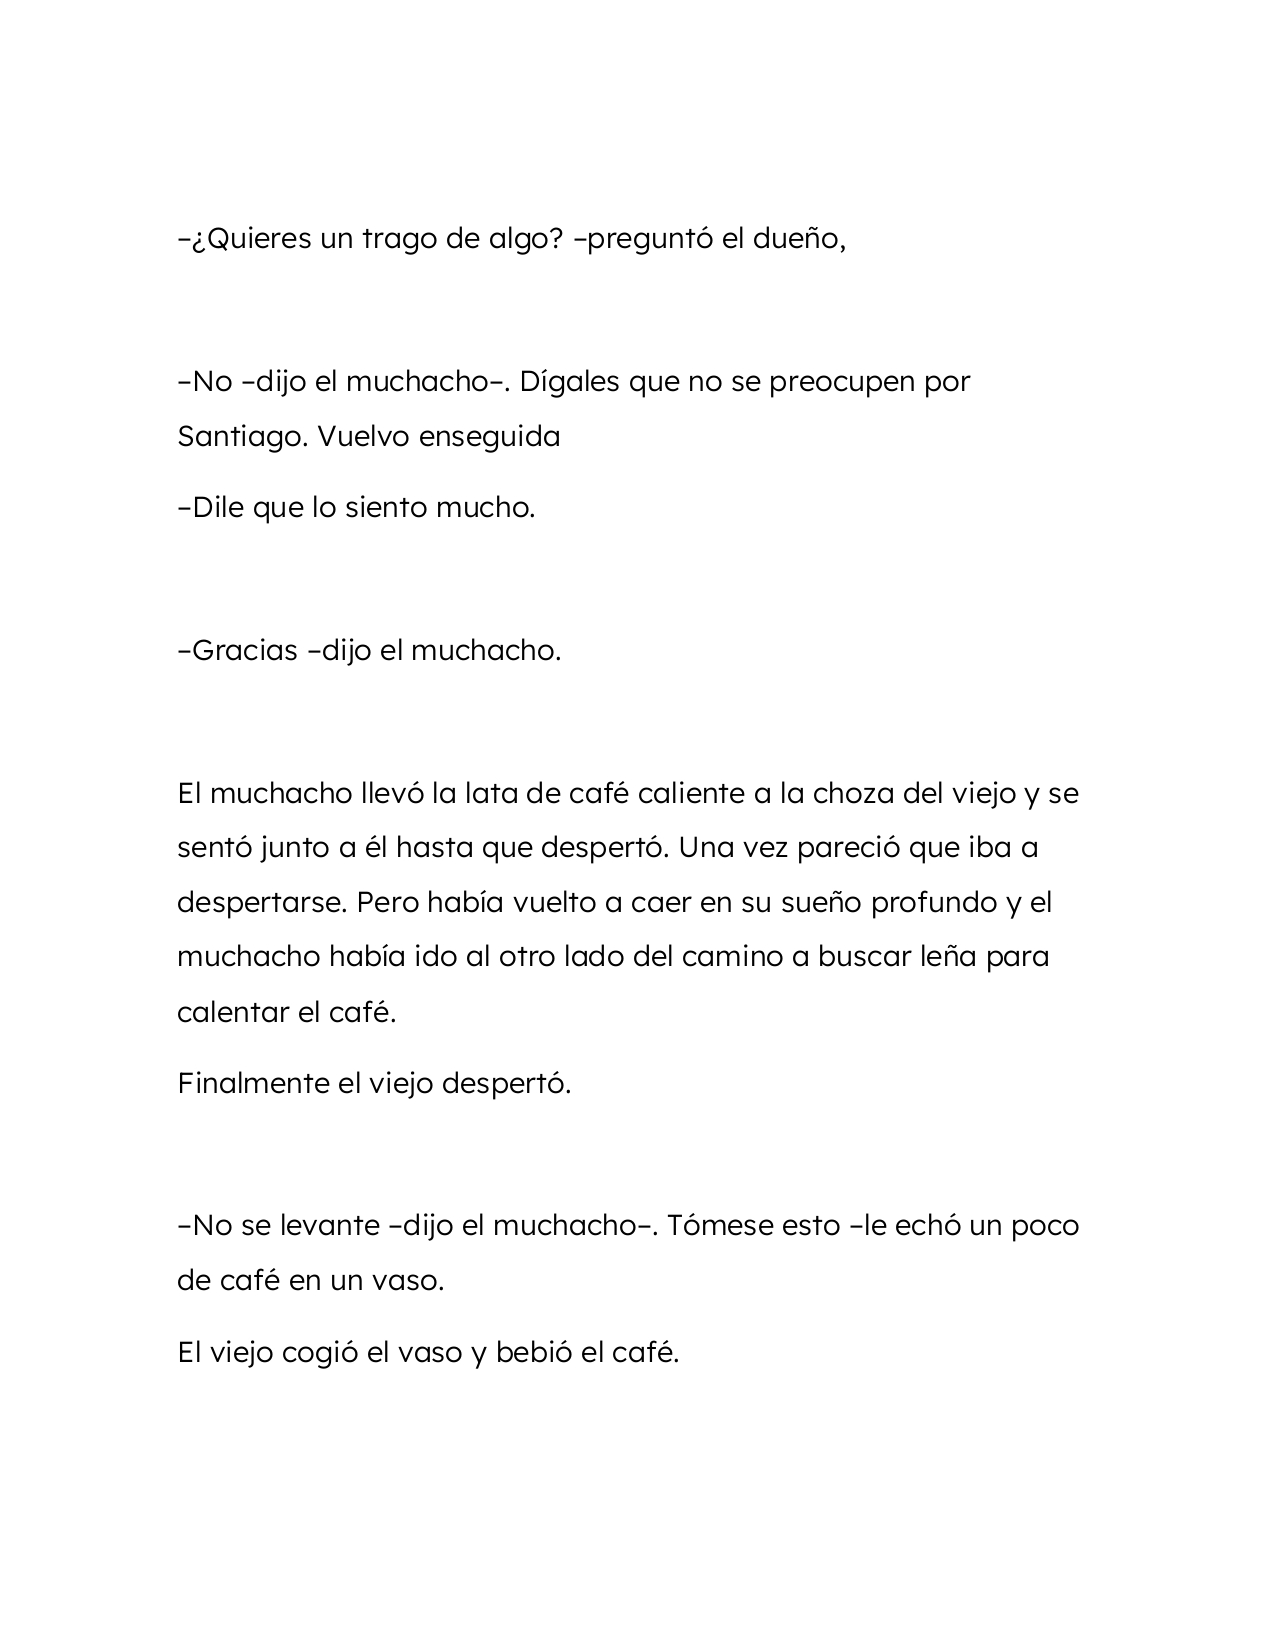 –¿Quieres un trago de algo? –preguntó el dueño,
–No –dijo el muchacho–. Dígales que no se preocupen por
Santiago. Vuelvo enseguida
–Dile que lo siento mucho.
–Gracias –dijo el muchacho.
El muchacho llevó la lata de café caliente a la choza del viejo y se
sentó junto a él hasta que despertó. Una vez pareció que iba a
despertarse. Pero había vuelto a caer en su sueño profundo y el
muchacho había ido al otro lado del camino a buscar leña para
calentar el café.
Finalmente el viejo despertó.
–No se levante –dijo el muchacho–. Tómese esto –le echó un poco
de café en un vaso.
El viejo cogió el vaso y bebió el café.